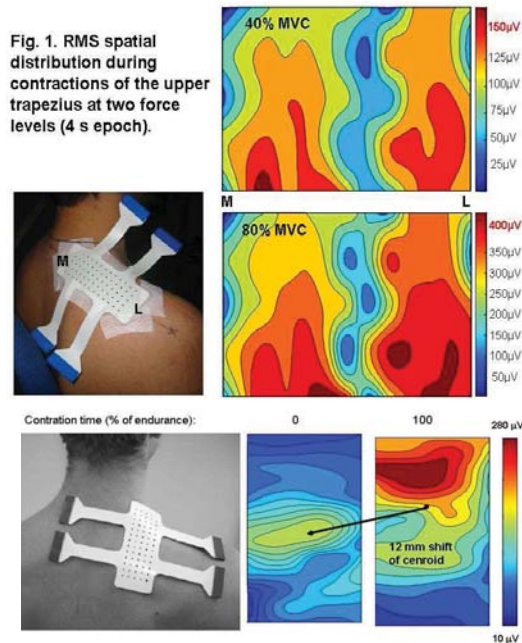 Fig. 1. RMS spatial
distribution during
contractions of the upper
trapezius at two force
levels (4 s epoch).
40% MVC
150µV
125µV
100µV
75µV
50µV
25µV
M
L
M
L
80% MVC
400µV
350µV
300µV
250µV
200µV
150µV
100µV
50µV
Contration time (% of endurance):
0
100
280 µV
12 mm shift
of cenroid
10 µV